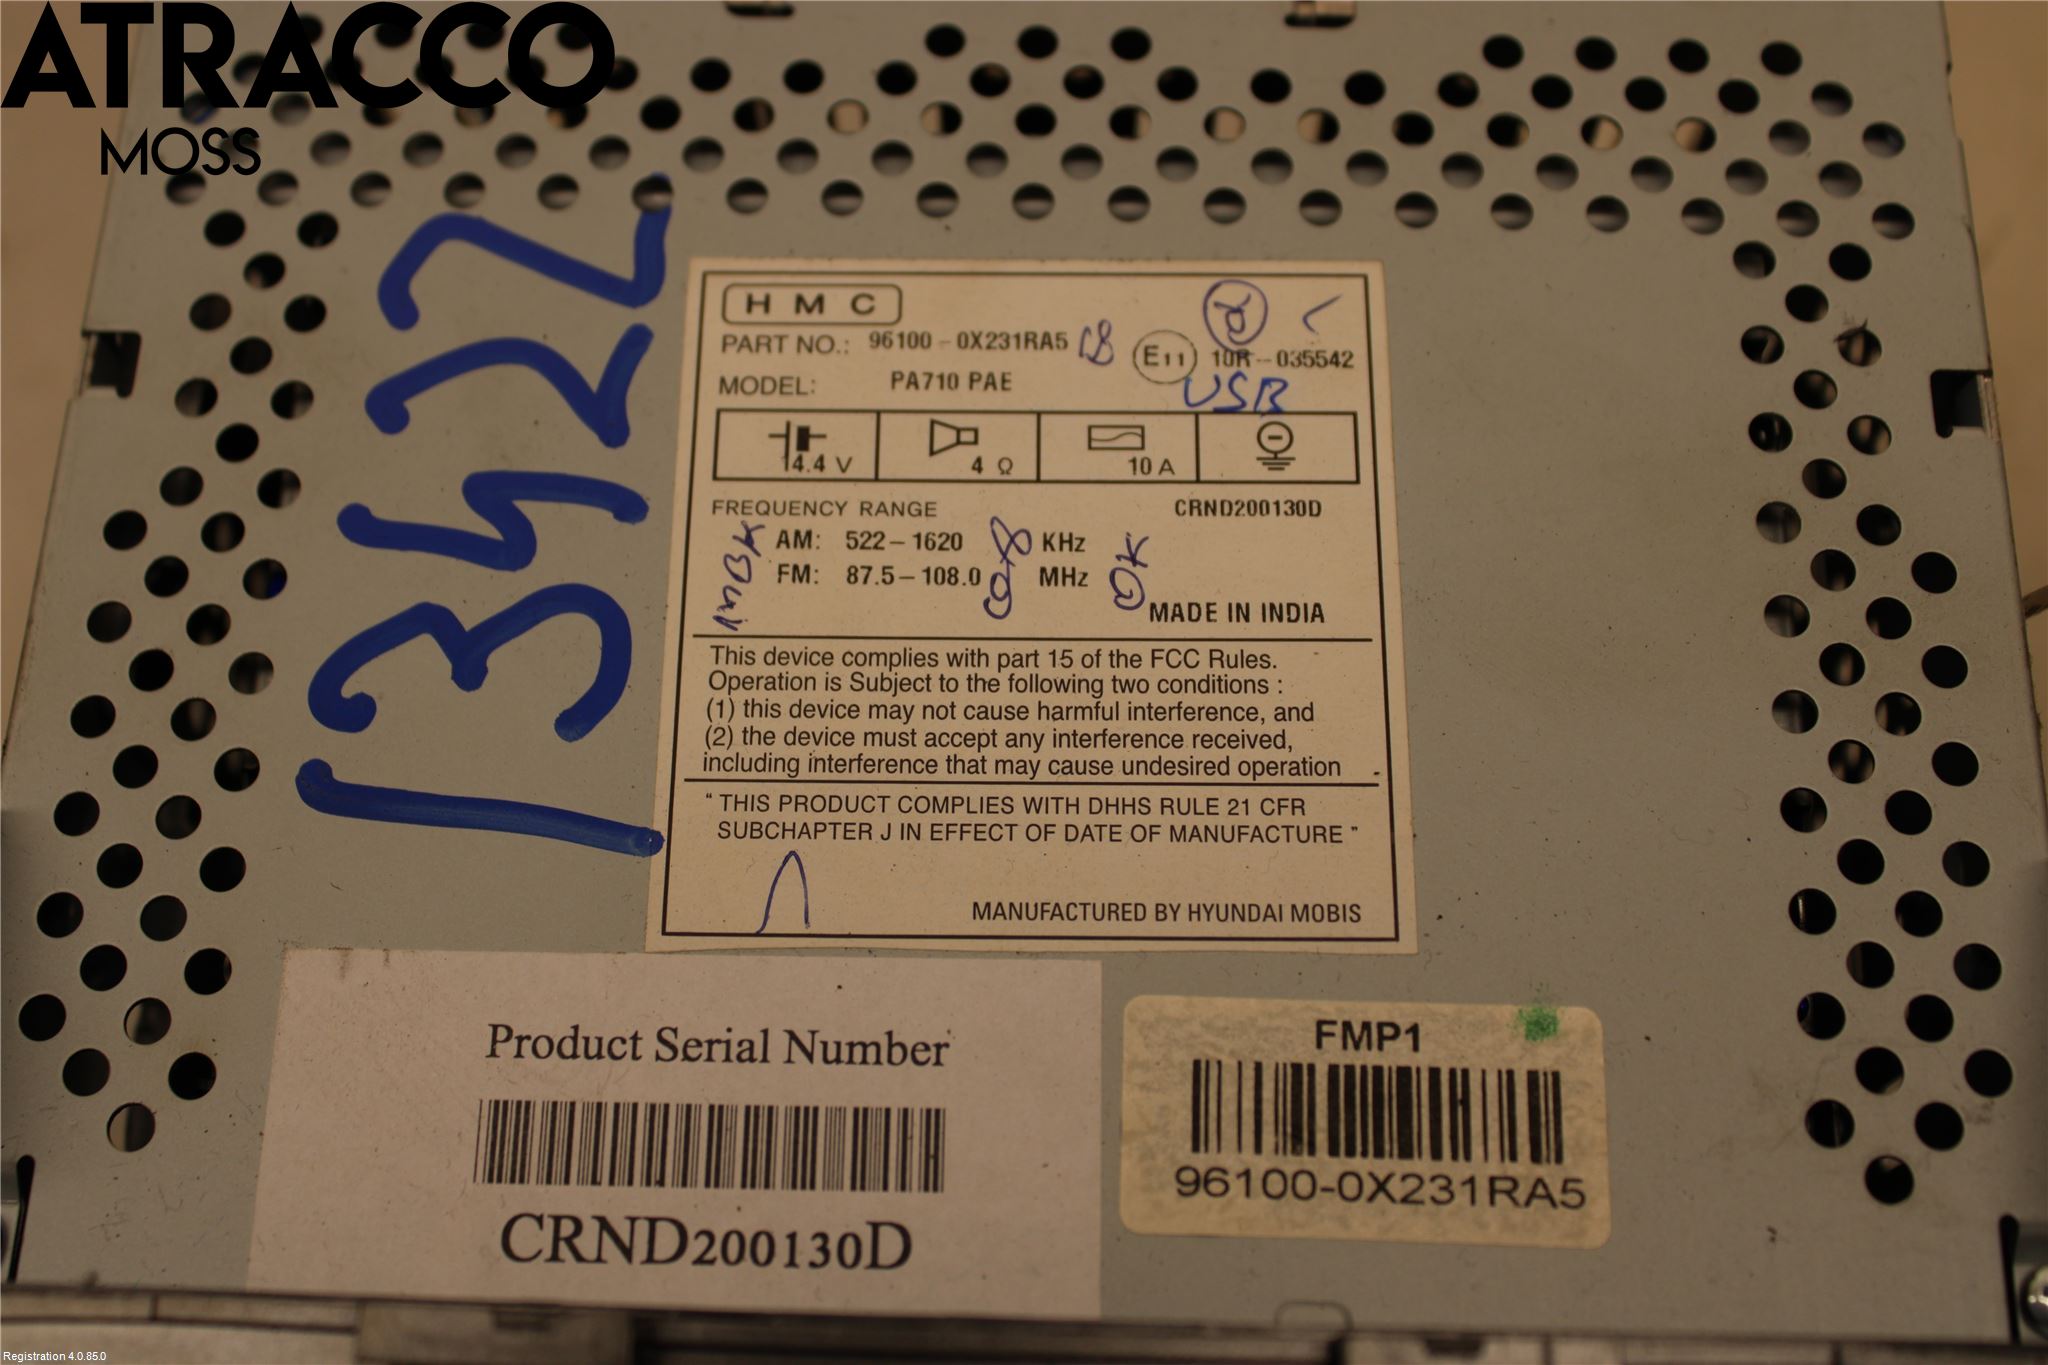 ATRACCO
MOSS
13422
HMC
PART NO.: 96100-0X231RA5
E11 10R-035542
MODEL: PA710 PAE
USB
14.4 V 4 Ω 10 A
FREQUENCY RANGE CRND200130D
AM: 522-1620 KHz
FM: 87.5-108.0 MHz
MADE IN INDIA
This device complies with part 15 of the FCC Rules.
Operation is Subject to the following two conditions :
(1) this device may not cause harmful interference, and
(2) the device must accept any interference received,
including interference that may cause undesired operation .
" THIS PRODUCT COMPLIES WITH DHHS RULE 21 CFR
SUBCHAPTER J IN EFFECT OF DATE OF MANUFACTURE "
MANUFACTURED BY HYUNDAI MOBIS
Product Serial Number
CRND200130D
FMP1
96100-0X231RA5
Registration 4.0.85.0